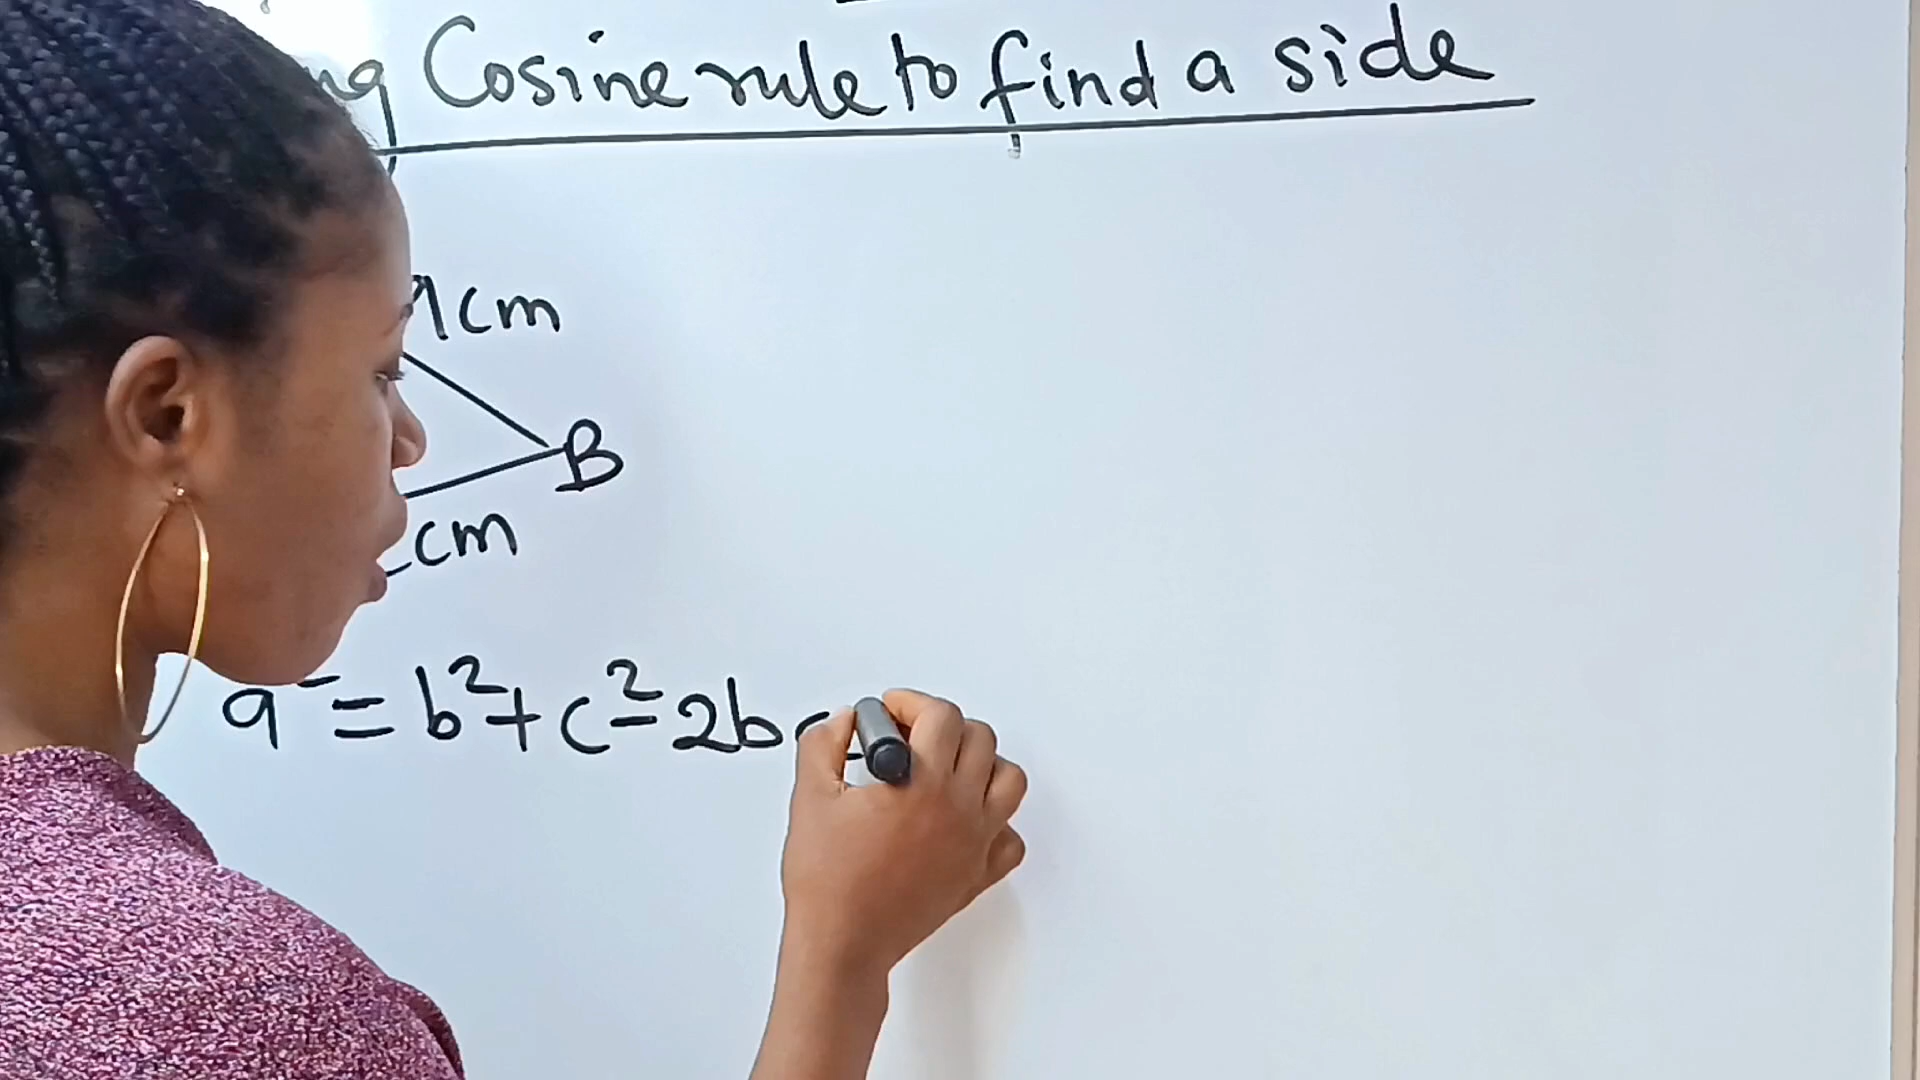 Cosine rule to find a side
cm
B
cm
a = b² + c² - 2b